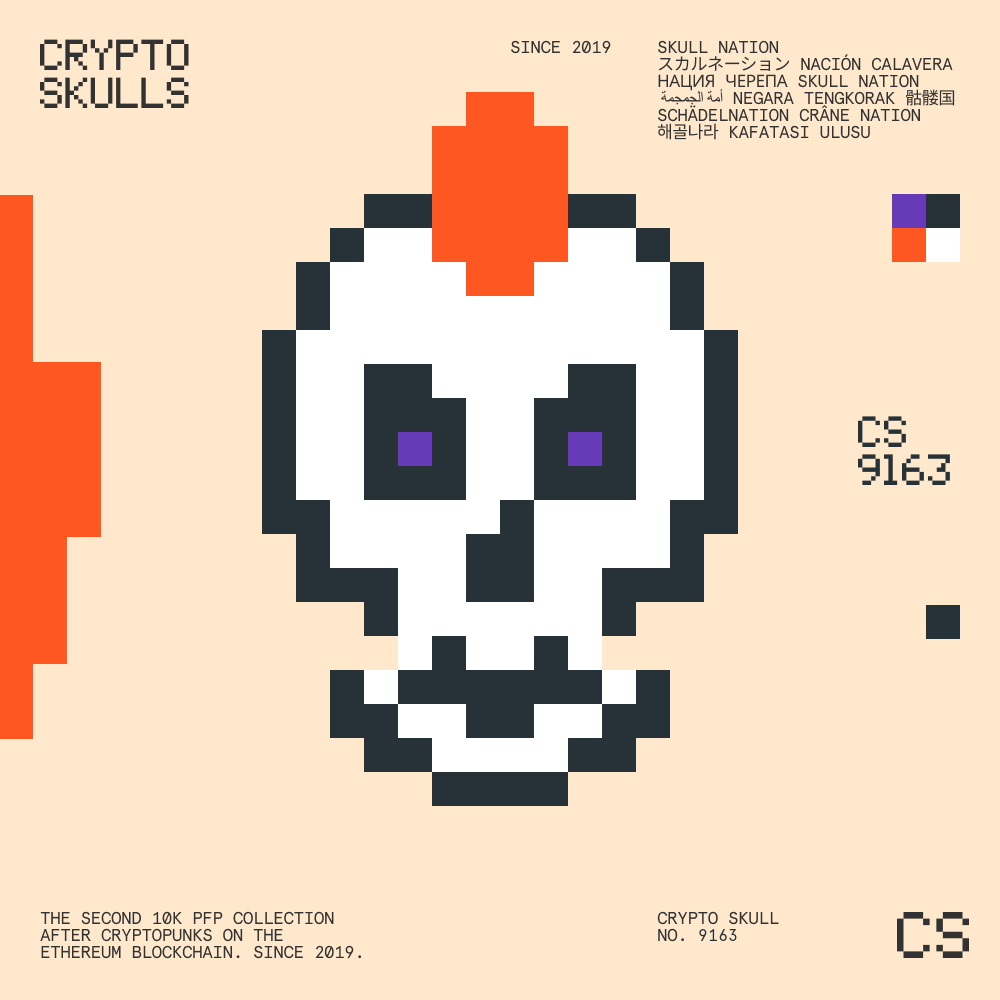 CRYPTO
SKULLS
SINCE 2019
SKULL NATION
スカルネーション NACIÓN CALAVERA
НАЦИЯ ЧЕРЕПА SKULL NATION
أمة الجمجمة NEGARA TENGKORAK 骷髅国
SCHÄDELNATION CRÂNE NATION
해골나라 KAFATASI ULUSU
CS
9163
THE SECOND 10K PFP COLLECTION
AFTER CRYPTOPUNKS ON THE
ETHEREUM BLOCKCHAIN. SINCE 2019.
CRYPTO SKULL
NO. 9163
CS